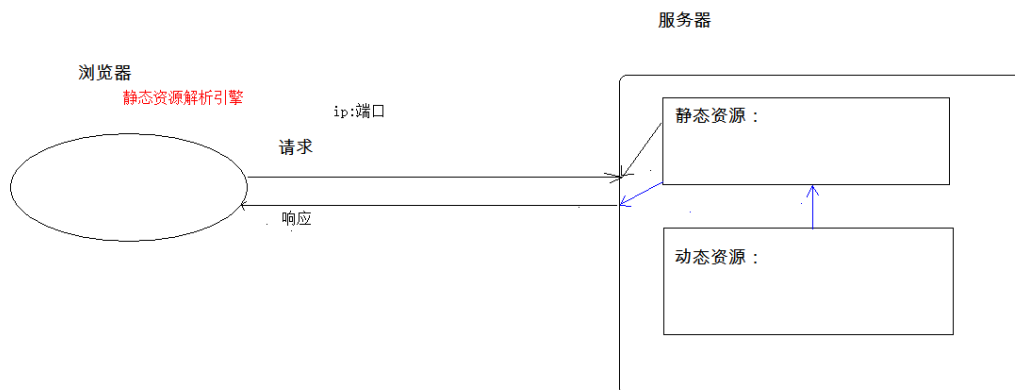 服务器
浏览器
静态资源解析引擎
ip:端口
静态资源：
请求
响应
动态资源：